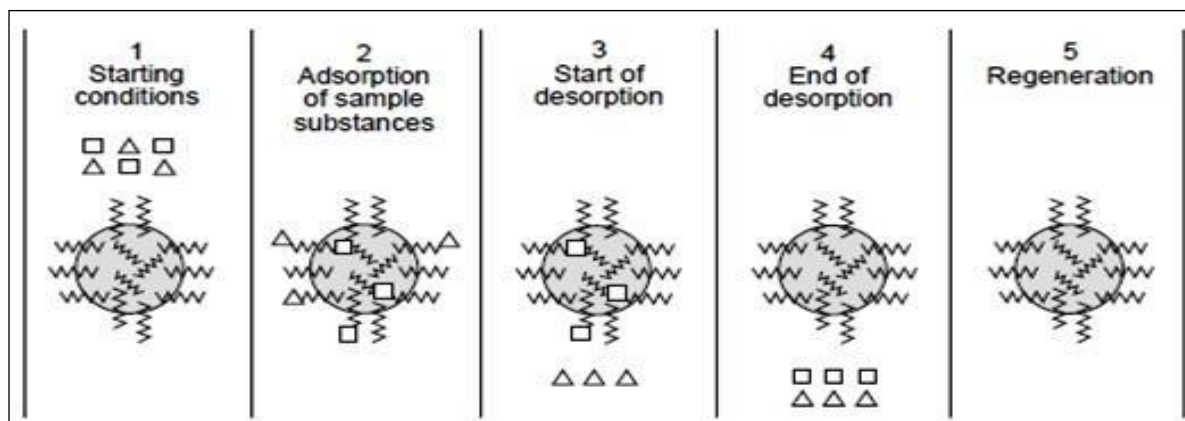 1
Starting
conditions
2
Adsorption
of sample
substances
3
Start of
desorption
4
End of
desorption
5
Regeneration